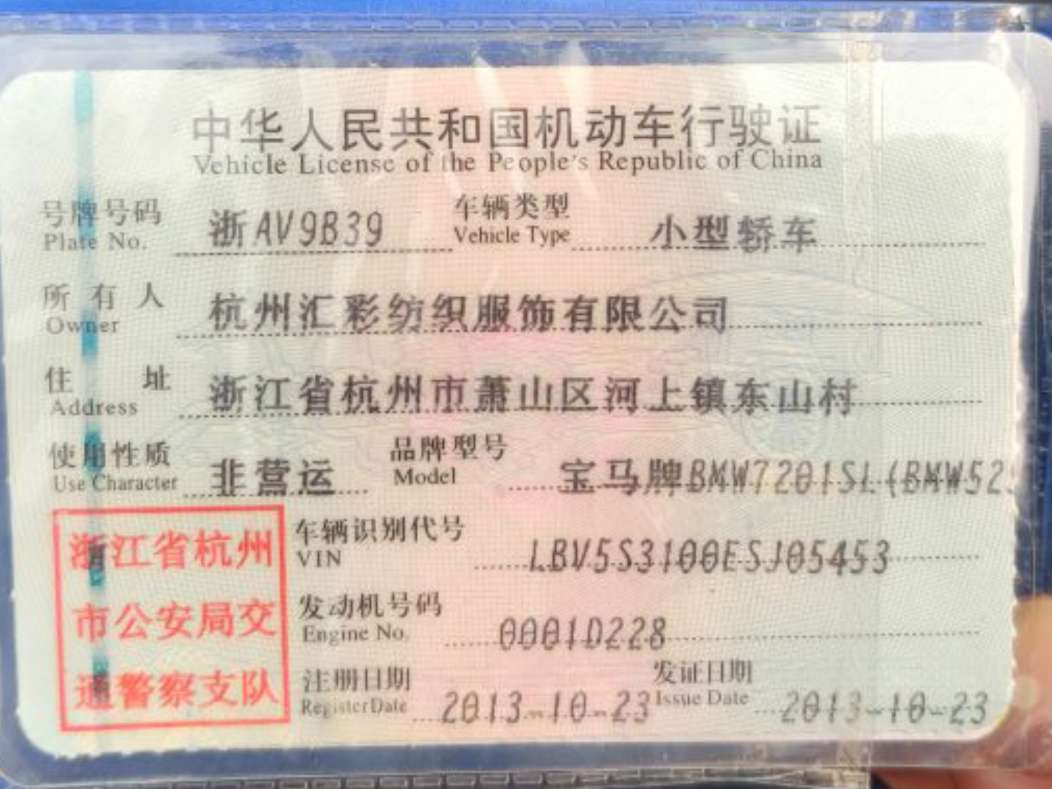 中华人民共和国机动车行驶证
Vehicle License of the People's Republic of China
号牌号码 浙AV9B39 车辆类型 小型轿车
Plate No. Vehicle Type
所有人 杭州汇彩纺织服饰有限公司
Owner
住址 浙江省杭州市萧山区河上镇东山村
Address
使用性质 非营运 品牌型号 宝马牌BMW7201SL(BMW52
Use Character Model
车辆识别代号 LBV5S3100ESJ05453
VIN
发动机号码 0001D228
Engine No.
注册日期 2013-10-23 发证日期 2013-10-23
Register Date Issue Date
浙江省杭州
市公安局交
通警察支队